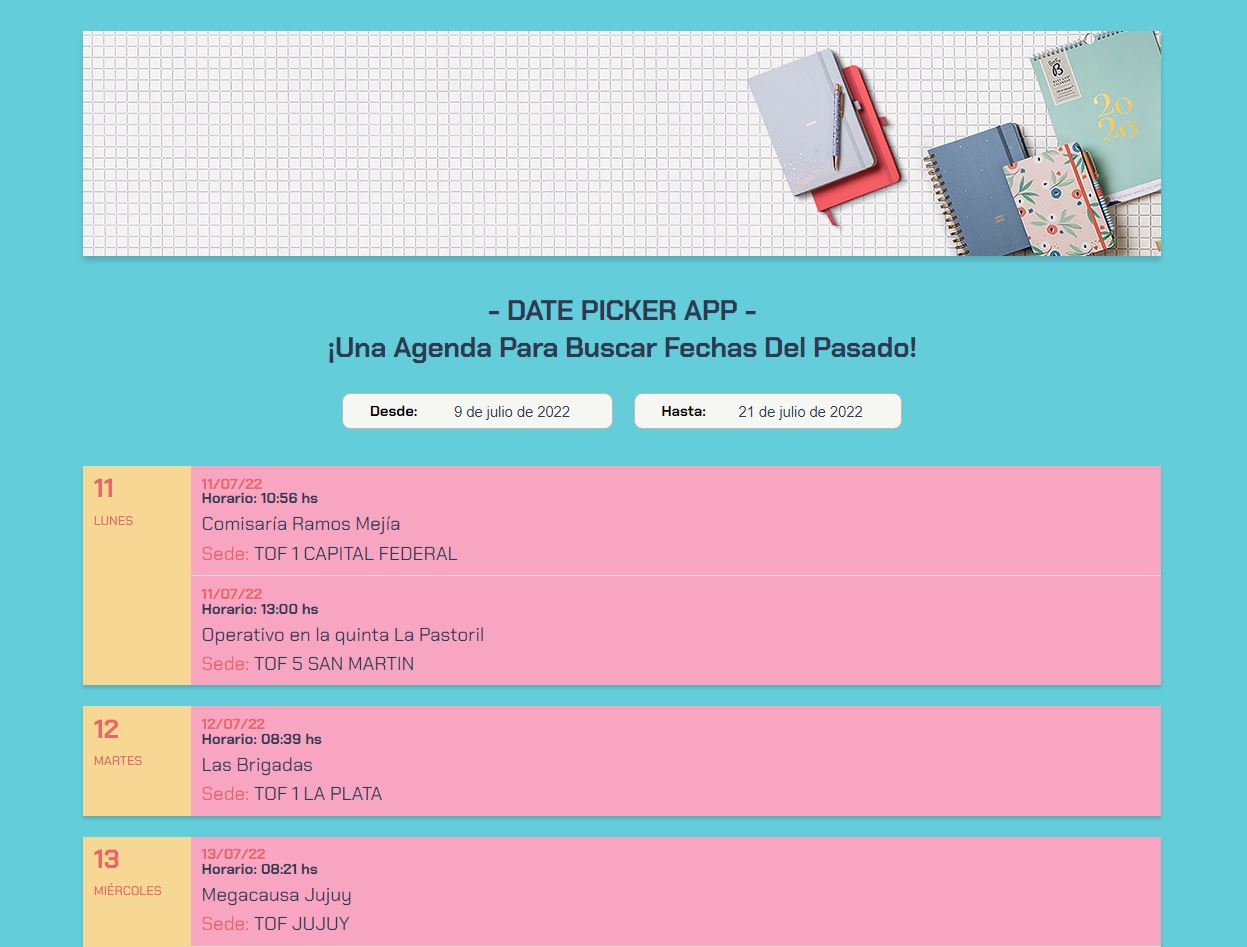 B
20
20
- DATE PICKER APP -
¡Una Agenda Para Buscar Fechas Del Pasado!
Desde: 9 de julio de 2022
Hasta: 21 de julio de 2022
11
LUNES
11/07/22
Horario: 10:56 hs
Comisaría Ramos Mejía
Sede: TOF 1 CAPITAL FEDERAL
11/07/22
Horario: 13:00 hs
Operativo en la quinta La Pastoril
Sede: TOF 5 SAN MARTIN
12
MARTES
12/07/22
Horario: 08:39 hs
Las Brigadas
Sede: TOF 1 LA PLATA
13
MIÉRCOLES
13/07/22
Horario: 08:21 hs
Megacausa Jujuy
Sede: TOF JUJUY